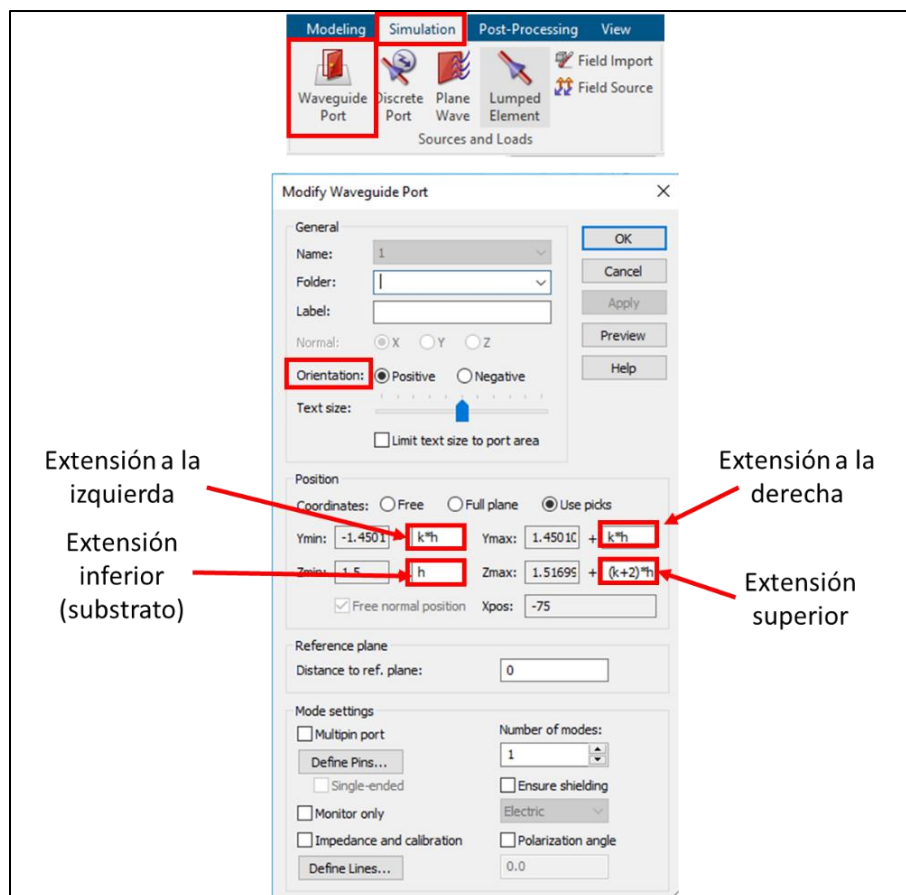 Modeling Simulation Post-Processing View
Waveguide Port
Discrete Port
Plane Wave
Lumped Element
Field Import
Field Source
Sources and Loads
Modify Waveguide Port
General
Name: 1
OK
Folder:
Cancel
Label:
Apply
Normal: X Y Z
Preview
Orientation: Positive Negative
Help
Text size:
Limit text size to port area
Extensión a la izquierda
Extensión a la derecha
Position
Coordinates: Free Full plane Use picks
Ymin: -1.4501 k*h Ymax: 1.4501( + k*h
Extensión inferior (substrato)
Zmin: 1.5 h Zmax: 1.5169 + (k+2)*h
Extensión superior
Free normal position Xpos: -75
Reference plane
Distance to ref. plane: 0
Mode settings
Multipin port
Number of modes:
Define Pins...
1
Single-ended
Ensure shielding
Monitor only
Electric
Impedance and calibration
Polarization angle
Define Lines...
0.0